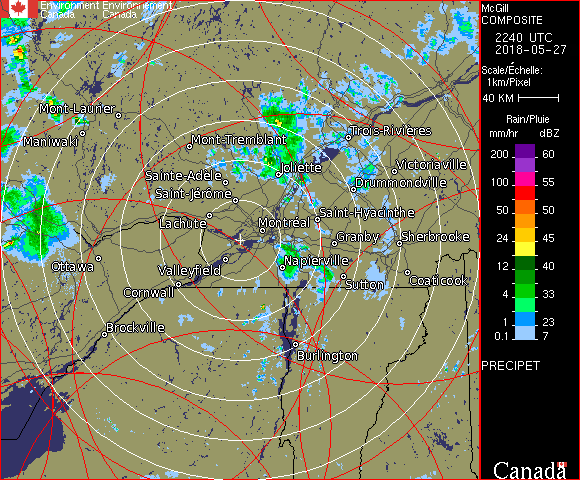 Environment Environnement
Canada Canada
McGill
COMPOSITE
2240 UTC
2018-05-27
Scale/Échelle:
1km/Pixel
40 KM
Rain/Pluie
mm/hr dBZ
200 60
100 55
50 50
24 45
12 40
4 33
1 23
0.1 7
PRECIPET
Canada
Mont-Laurier
Maniwaki
Mont-Tremblant
Trois-Rivières
Joliette
Victoriaville
Sainte-Adèle
Drummondville
Saint-Jérôme
Saint-Hyacinthe
Lachute
Montréal
Granby
Sherbrooke
Ottawa
Valleyfield
Napierville
Coaticook
Cornwall
Sutton
Brockville
Burlington